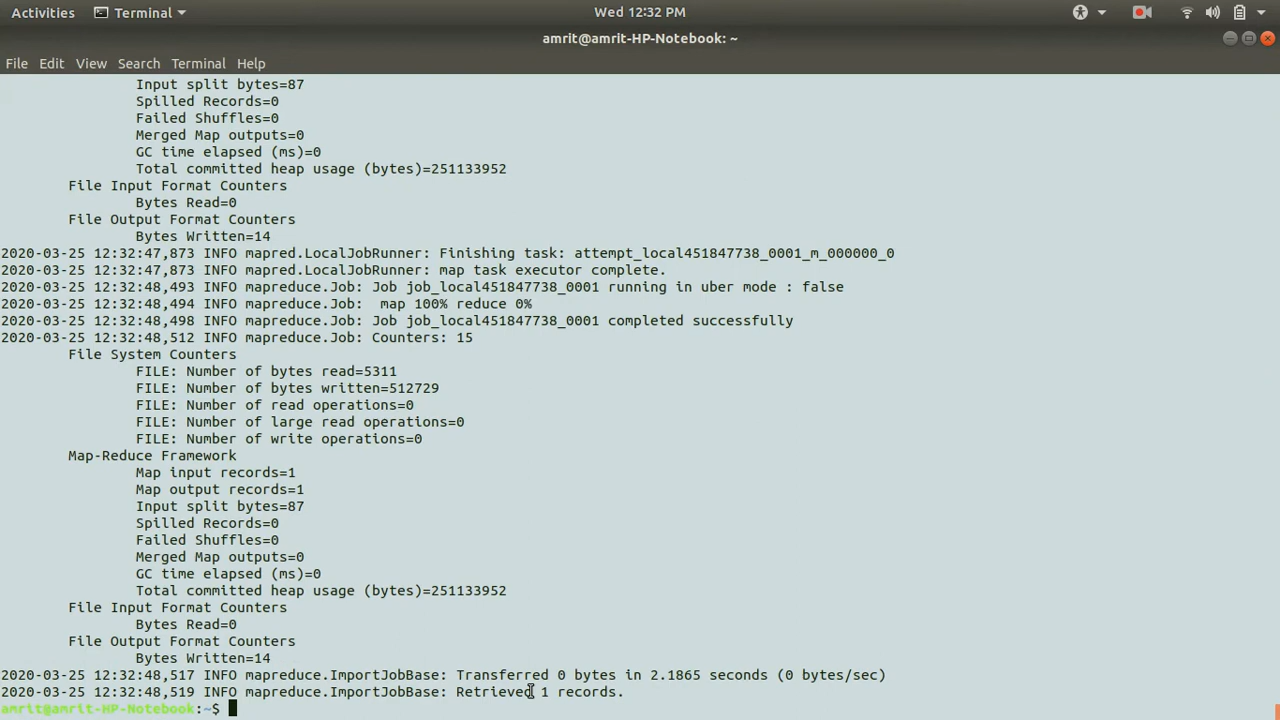 Activities Terminal Wed 12:32 PM
amrit@amrit-HP-Notebook: ~
File Edit View Search Terminal Help
Input split bytes=87
Spilled Records=0
Failed Shuffles=0
Merged Map outputs=0
GC time elapsed (ms)=0
Total committed heap usage (bytes)=251133952
File Input Format Counters
Bytes Read=0
File Output Format Counters
Bytes Written=14
2020-03-25 12:32:47,873 INFO mapred.LocalJobRunner: Finishing task: attempt_local451847738_0001_m_000000_0
2020-03-25 12:32:47,873 INFO mapred.LocalJobRunner: map task executor complete.
2020-03-25 12:32:48,493 INFO mapreduce.Job: Job job_local451847738_0001 running in uber mode : false
2020-03-25 12:32:48,494 INFO mapreduce.Job:  map 100% reduce 0%
2020-03-25 12:32:48,498 INFO mapreduce.Job: Job job_local451847738_0001 completed successfully
2020-03-25 12:32:48,512 INFO mapreduce.Job: Counters: 15
File System Counters
FILE: Number of bytes read=5311
FILE: Number of bytes written=512729
FILE: Number of read operations=0
FILE: Number of large read operations=0
FILE: Number of write operations=0
Map-Reduce Framework
Map input records=1
Map output records=1
Input split bytes=87
Spilled Records=0
Failed Shuffles=0
Merged Map outputs=0
GC time elapsed (ms)=0
Total committed heap usage (bytes)=251133952
File Input Format Counters
Bytes Read=0
File Output Format Counters
Bytes Written=14
2020-03-25 12:32:48,517 INFO mapreduce.ImportJobBase: Transferred 0 bytes in 2.1865 seconds (0 bytes/sec)
2020-03-25 12:32:48,519 INFO mapreduce.ImportJobBase: Retrieved 1 records.
amrit@amrit-HP-Notebook:~$